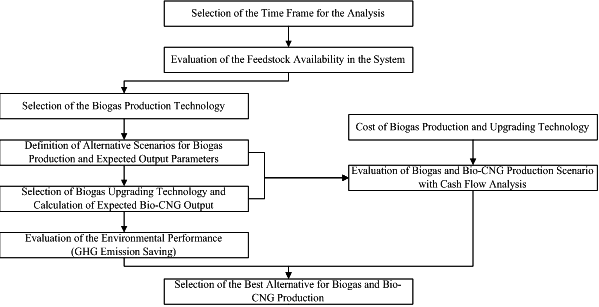 Selection of the Time Frame for the Analysis
Evaluation of the Feedstock Availability in the System
Selection of the Biogas Production Technology
Cost of Biogas Production and Upgrading Technology
Definition of Alternative Scenarios for Biogas
Production and Expected Output Parameters
Evaluation of Biogas and Bio-CNG Production Scenario
with Cash Flow Analysis
Selection of Biogas Upgrading Technology and
Calculation of Expected Bio-CNG Output
Evaluation of the Environmental Performance
(GHG Emission Saving)
Selection of the Best Alternative for Biogas and Bio-
CNG Production